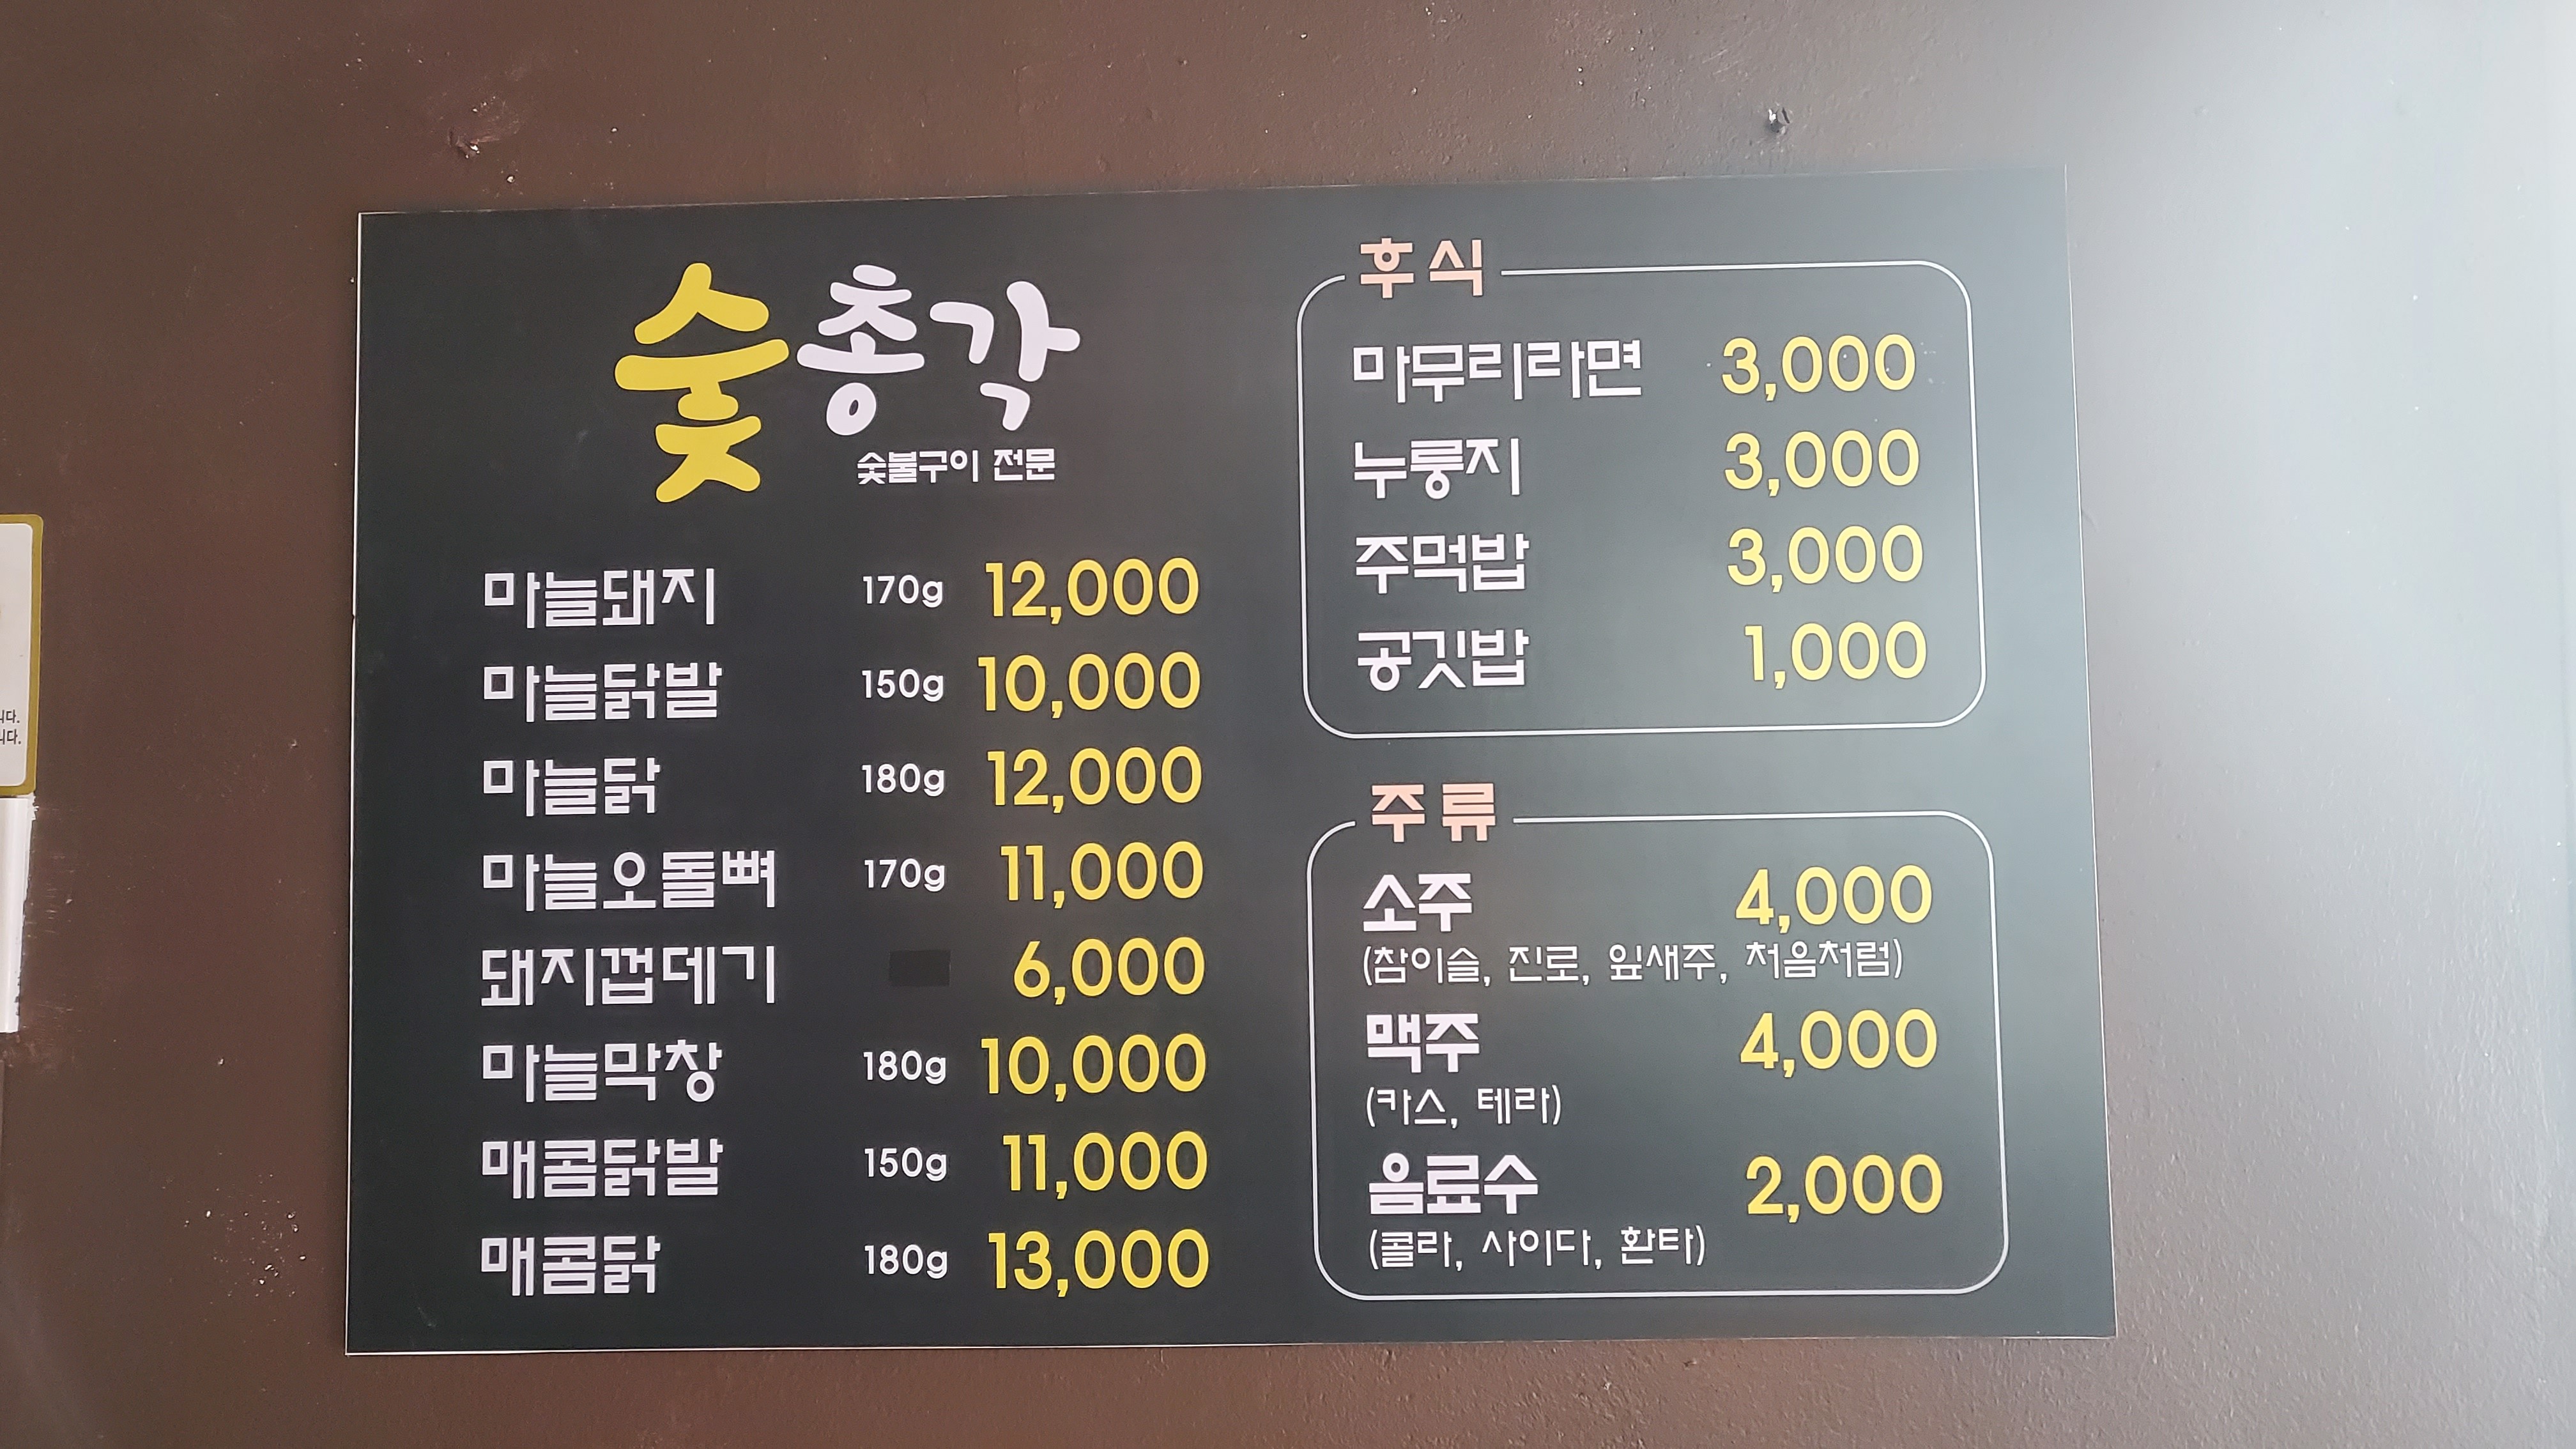 숯총각
숯불구이 전문
마늘돼지 170g 12,000
마늘닭발 150g 10,000
마늘닭 180g 12,000
마늘오돌뼈 170g 11,000
돼지껍데기 6,000
마늘막창 180g 10,000
매콤닭발 150g 11,000
매콤닭 180g 13,000
후식
마무리라면 3,000
누룽지 3,000
주먹밥 3,000
공깃밥 1,000
주류
소주 4,000
(참이슬, 진로, 잎새주, 처음처럼)
맥주 4,000
(카스, 테라)
음료수 2,000
(콜라, 사이다, 환타)